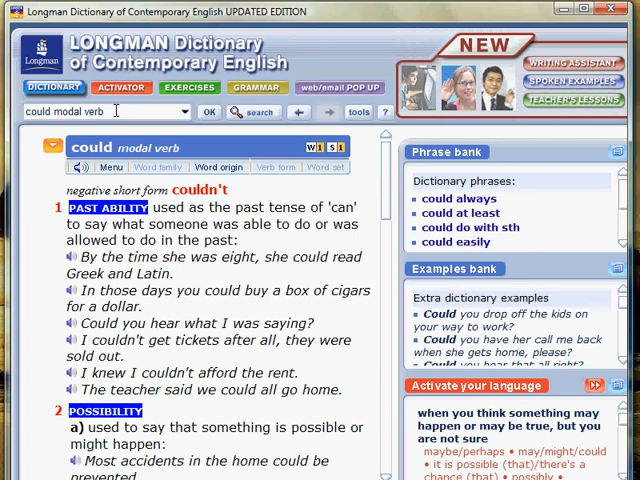 Longman Dictionary of Contemporary English UPDATED EDITION
LONGMAN Dictionary
of Contemporary English
Longman
NEW
WRITING ASSISTANT
SPOKEN EXAMPLES
TEACHER'S LESSONS
DICTIONARY ACTIVATOR EXERCISES GRAMMAR web/email POP UP
could modal verb OK search tools ?
could modal verb W1 S1
Menu Word family Word origin Verb form Word set
negative short form couldn't
1 PAST ABILITY used as the past tense of 'can'
to say what someone was able to do or was
allowed to do in the past:
By the time she was eight, she could read
Greek and Latin.
In those days you could buy a box of cigars
for a dollar.
Could you hear what I was saying?
I couldn't get tickets after all, they were
sold out.
I knew I couldn't afford the rent.
The teacher said we could all go home.
2 POSSIBILITY
a) used to say that something is possible or
might happen:
Most accidents in the home could be
prevented.
Phrase bank
Dictionary phrases:
could always
could at least
could do with sth
could easily
Examples bank
Extra dictionary examples
Could you drop off the kids on
your way to work?
Could you have her call me back
when she gets home, please?
Could you hear that all right?
Activate your language
when you think something may
happen or may be true, but you
are not sure
maybe/perhaps • may/might/could
• it is possible (that)/there's a
chance (that) • possibly •